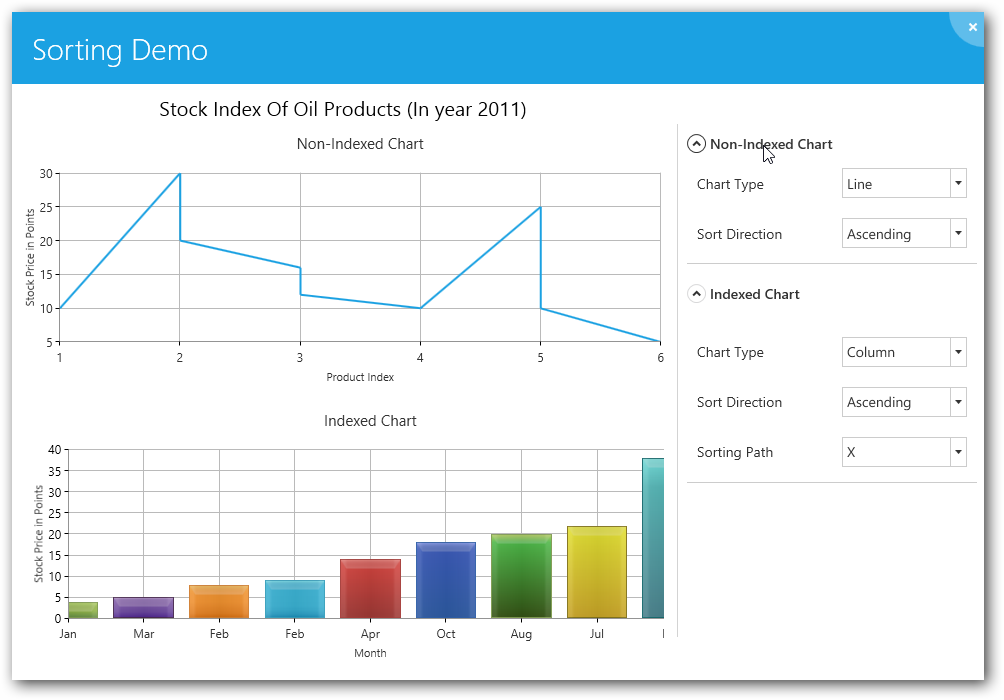 Sorting Demo
Stock Index Of Oil Products (In year 2011)
Non-Indexed Chart
Stock Price in Points
30
25
20
15
10
5
1 2 3 4 5 6
Product Index
Indexed Chart
Stock Price in Points
40
35
30
25
20
15
10
5
0
Jan Mar Feb Feb Apr Oct Aug Jul
Month
Non-Indexed Chart
Chart Type Line
Sort Direction Ascending
Indexed Chart
Chart Type Column
Sort Direction Ascending
Sorting Path X